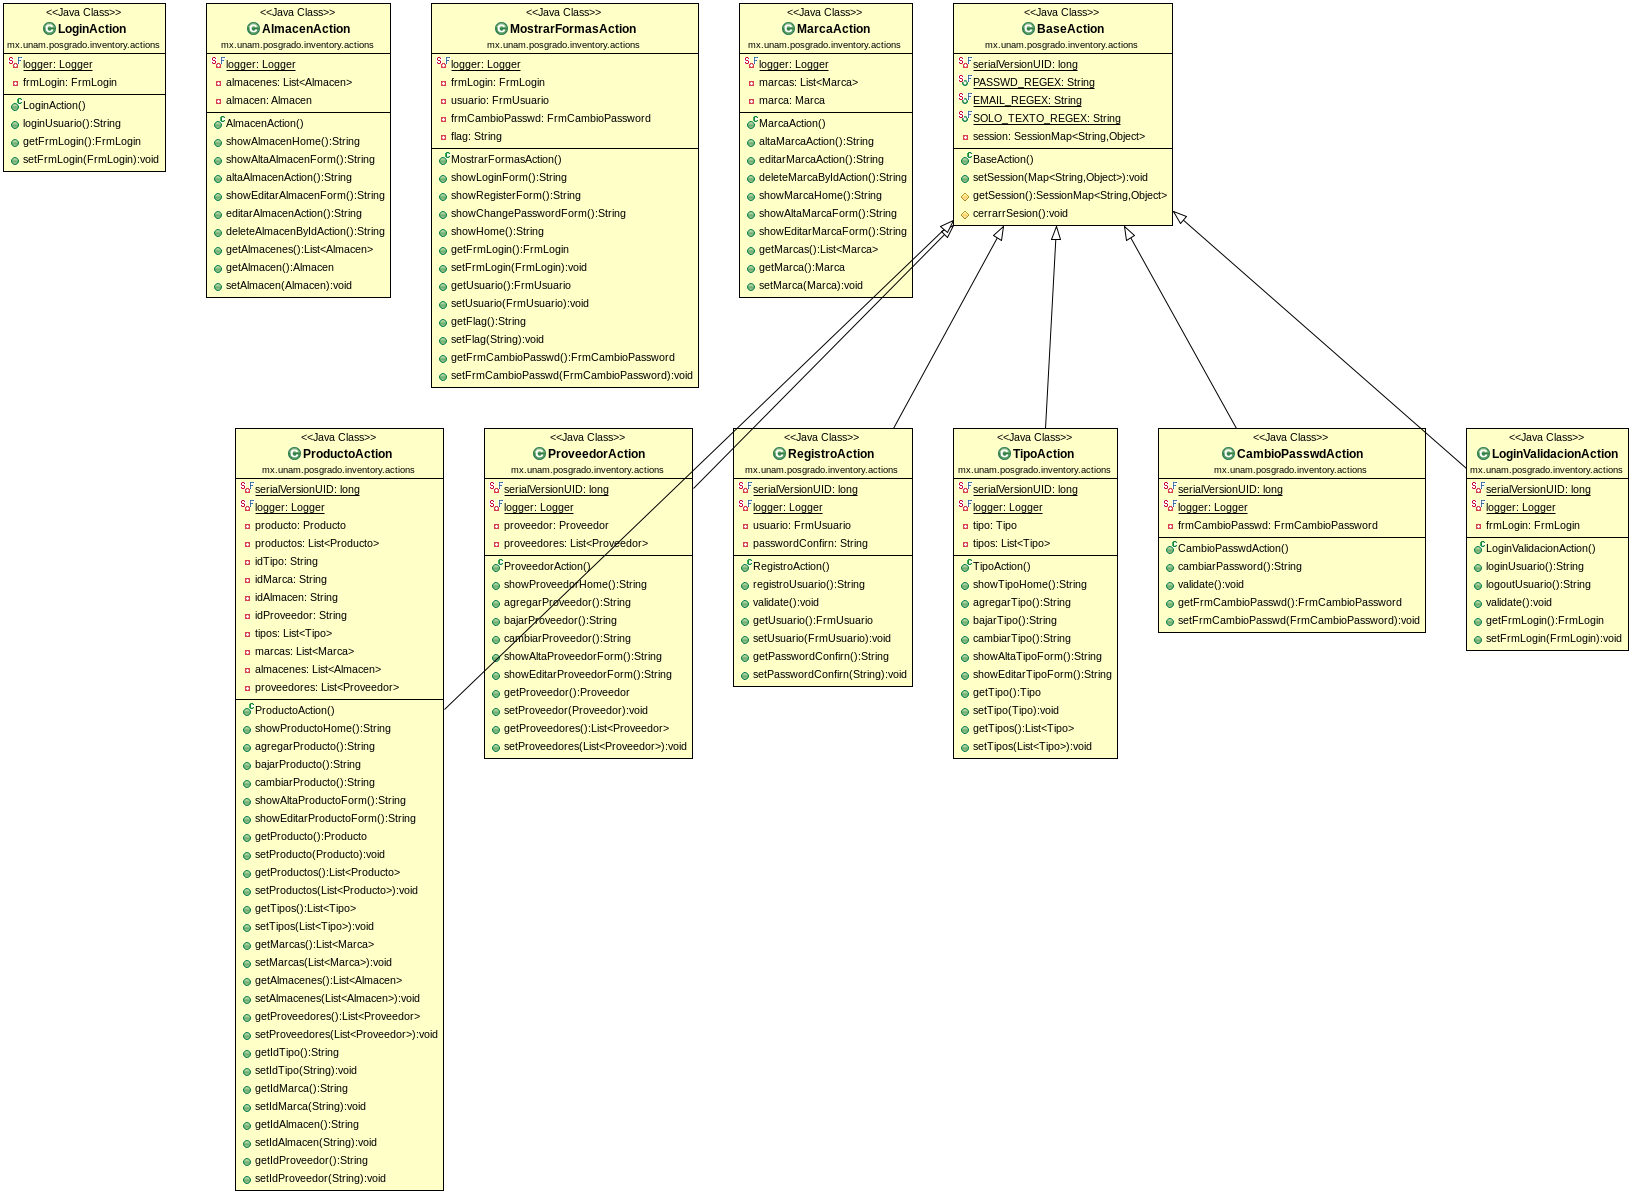 <<Java Class>>
LoginAction
mx.unam.posgrado.inventory.actions
logger: Logger
frmLogin: FrmLogin
LoginAction()
loginUsuario():String
getFrmLogin():FrmLogin
setFrmLogin(FrmLogin):void
<<Java Class>>
AlmacenAction
mx.unam.posgrado.inventory.actions
logger: Logger
almacenes: List<Almacen>
almacen: Almacen
AlmacenAction()
showAlmacenHome():String
showAltaAlmacenForm():String
altaAlmacenAction():String
showEditarAlmacenForm():String
editarAlmacenAction():String
deleteAlmacenByIdAction():String
getAlmacenes():List<Almacen>
getAlmacen():Almacen
setAlmacen(Almacen):void
<<Java Class>>
MostrarFormasAction
mx.unam.posgrado.inventory.actions
logger: Logger
frmLogin: FrmLogin
usuario: FrmUsuario
frmCambioPasswd: FrmCambioPassword
flag: String
MostrarFormasAction()
showLoginForm():String
showRegisterForm():String
showChangePasswordForm():String
showHome():String
getFrmLogin():FrmLogin
setFrmLogin(FrmLogin):void
getUsuario():FrmUsuario
setUsuario(FrmUsuario):void
getFlag():String
setFlag(String):void
getFrmCambioPasswd():FrmCambioPassword
setFrmCambioPasswd(FrmCambioPassword):void
<<Java Class>>
MarcaAction
mx.unam.posgrado.inventory.actions
logger: Logger
marcas: List<Marca>
marca: Marca
MarcaAction()
altaMarcaAction():String
editarMarcaAction():String
deleteMarcaByIdAction():String
showMarcaHome():String
showAltaMarcaForm():String
showEditarMarcaForm():String
getMarcas():List<Marca>
getMarca():Marca
setMarca(Marca):void
<<Java Class>>
BaseAction
mx.unam.posgrado.inventory.actions
serialVersionUID: long
PASSWD_REGEX: String
EMAIL_REGEX: String
SOLO_TEXTO_REGEX: String
session: SessionMap<String,Object>
BaseAction()
setSession(Map<String,Object>):void
getSession():SessionMap<String,Object>
cerrarrSesion():void
<<Java Class>>
ProductoAction
mx.unam.posgrado.inventory.actions
serialVersionUID: long
logger: Logger
producto: Producto
productos: List<Producto>
idTipo: String
idMarca: String
idAlmacen: String
idProveedor: String
tipos: List<Tipo>
marcas: List<Marca>
almacenes: List<Almacen>
proveedores: List<Proveedor>
ProductoAction()
showProductoHome():String
agregarProducto():String
bajarProducto():String
cambiarProducto():String
showAltaProductoForm():String
showEditarProductoForm():String
getProducto():Producto
setProducto(Producto):void
getProductos():List<Producto>
setProductos(List<Producto>):void
getTipos():List<Tipo>
setTipos(List<Tipo>):void
getMarcas():List<Marca>
setMarcas(List<Marca>):void
getAlmacenes():List<Almacen>
setAlmacenes(List<Almacen>):void
getProveedores():List<Proveedor>
setProveedores(List<Proveedor>):void
getIdTipo():String
setIdTipo(String):void
getIdMarca():String
setIdMarca(String):void
getIdAlmacen():String
setIdAlmacen(String):void
getIdProveedor():String
setIdProveedor(String):void
<<Java Class>>
ProveedorAction
mx.unam.posgrado.inventory.actions
serialVersionUID: long
logger: Logger
proveedor: Proveedor
proveedores: List<Proveedor>
ProveedorAction()
showProveedorHome():String
agregarProveedor():String
bajarProveedor():String
cambiarProveedor():String
showAltaProveedorForm():String
showEditarProveedorForm():String
getProveedor():Proveedor
setProveedor(Proveedor):void
getProveedores():List<Proveedor>
setProveedores(List<Proveedor>):void
<<Java Class>>
RegistroAction
mx.unam.posgrado.inventory.actions
serialVersionUID: long
logger: Logger
usuario: FrmUsuario
passwordConfirn: String
RegistroAction()
registroUsuario():String
validate():void
getUsuario():FrmUsuario
setUsuario(FrmUsuario):void
getPasswordConfirn():String
setPasswordConfirn(String):void
<<Java Class>>
TipoAction
mx.unam.posgrado.inventory.actions
serialVersionUID: long
logger: Logger
tipo: Tipo
tipos: List<Tipo>
TipoAction()
showTipoHome():String
agregarTipo():String
bajarTipo():String
cambiarTipo():String
showAltaTipoForm():String
showEditarTipoForm():String
getTipo():Tipo
setTipo(Tipo):void
getTipos():List<Tipo>
setTipos(List<Tipo>):void
<<Java Class>>
CambioPasswdAction
mx.unam.posgrado.inventory.actions
serialVersionUID: long
logger: Logger
frmCambioPasswd: FrmCambioPassword
CambioPasswdAction()
cambiarPassword():String
validate():void
getFrmCambioPasswd():FrmCambioPassword
setFrmCambioPasswd(FrmCambioPassword):void
<<Java Class>>
LoginValidacionAction
mx.unam.posgrado.inventory.actions
serialVersionUID: long
logger: Logger
frmLogin: FrmLogin
LoginValidacionAction()
loginUsuario():String
logoutUsuario():String
validate():void
getFrmLogin():FrmLogin
setFrmLogin(FrmLogin):void